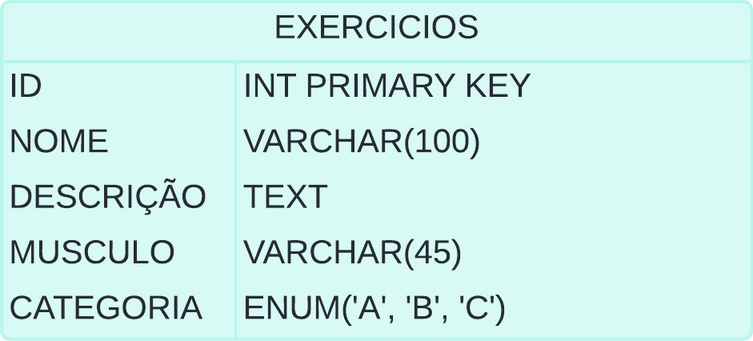 EXERCICIOS
ID INT PRIMARY KEY
NOME VARCHAR(100)
DESCRIÇÃO TEXT
MUSCULO VARCHAR(45)
CATEGORIA ENUM('A', 'B', 'C')